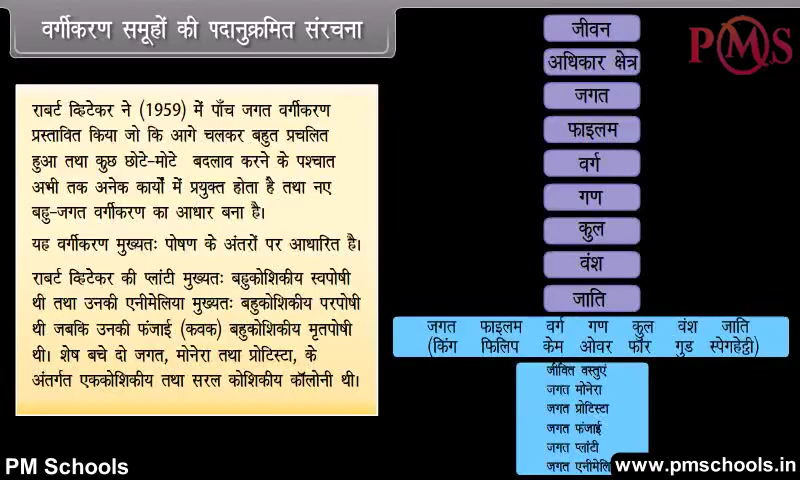 वर्गीकरण समूहों की पदानुक्रमित संरचना
राबर्ट व्हिटेकर ने (1959) में पाँच जगत वर्गीकरण
प्रस्तावित किया जो कि आगे चलकर बहुत प्रचलित
हुआ तथा कुछ छोटे-मोटे बदलाव करने के पश्चात
अभी तक अनेक कार्यों में प्रयुक्त होता है तथा नए
बहु-जगत वर्गीकरण का आधार बना है।
यह वर्गीकरण मुख्यतः पोषण के अंतरों पर आधारित है।
राबर्ट व्हिटेकर की प्लांटी मुख्यतः बहुकोशिकीय स्वपोषी
थी तथा उनकी एनीमेलिया मुख्यतः बहुकोशिकीय परपोषी
थी जबकि उनकी फंजाई (कवक) बहुकोशिकीय मृतपोषी
थी। शेष बचे दो जगत, मोनेरा तथा प्रोटिस्टा, के
अंतर्गत एककोशिकीय तथा सरल कोशिकीय कॉलोनी थी।
जीवन
अधिकार क्षेत्र
जगत
फाइलम
वर्ग
गण
कुल
वंश
जाति
जगत फाइलम वर्ग गण कुल वंश जाति
(किंग फिलिप केम ओवर फॉर गुड स्पेगहेट्टी)
जीवित वस्तुएं
जगत मोनेरा
जगत प्रोटिस्टा
जगत फंजाई
जगत प्लांटी
जगत एनीमेलि
PMS
PM Schools
www.pmschools.in